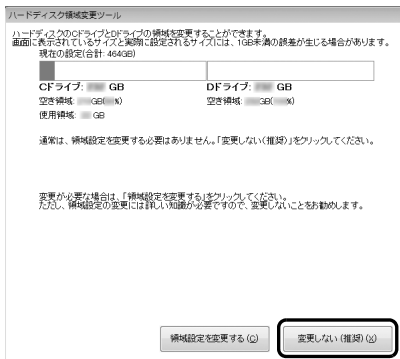 ハードディスク領域変更ツール
ハードディスクのCドライブとDドライブの領域を変更することができます。
画面に表示されているサイズと実際に設定されるサイズには、1GB未満の誤差が生じる場合があります。
現在の設定(合計: 464GB)
Cドライブ: GB
Dドライブ: GB
空き領域: GB( %)
空き領域: GB( %)
使用領域: GB
通常は、領域設定を変更する必要はありません。「変更しない(推奨)」をクリックしてください。
変更が必要な場合は、「領域設定を変更する」をクリックしてください。
ただし、領域設定の変更には詳しい知識が必要ですので、変更しないことをお勧めします。
領域設定を変更する(C)
変更しない(推奨)(X)